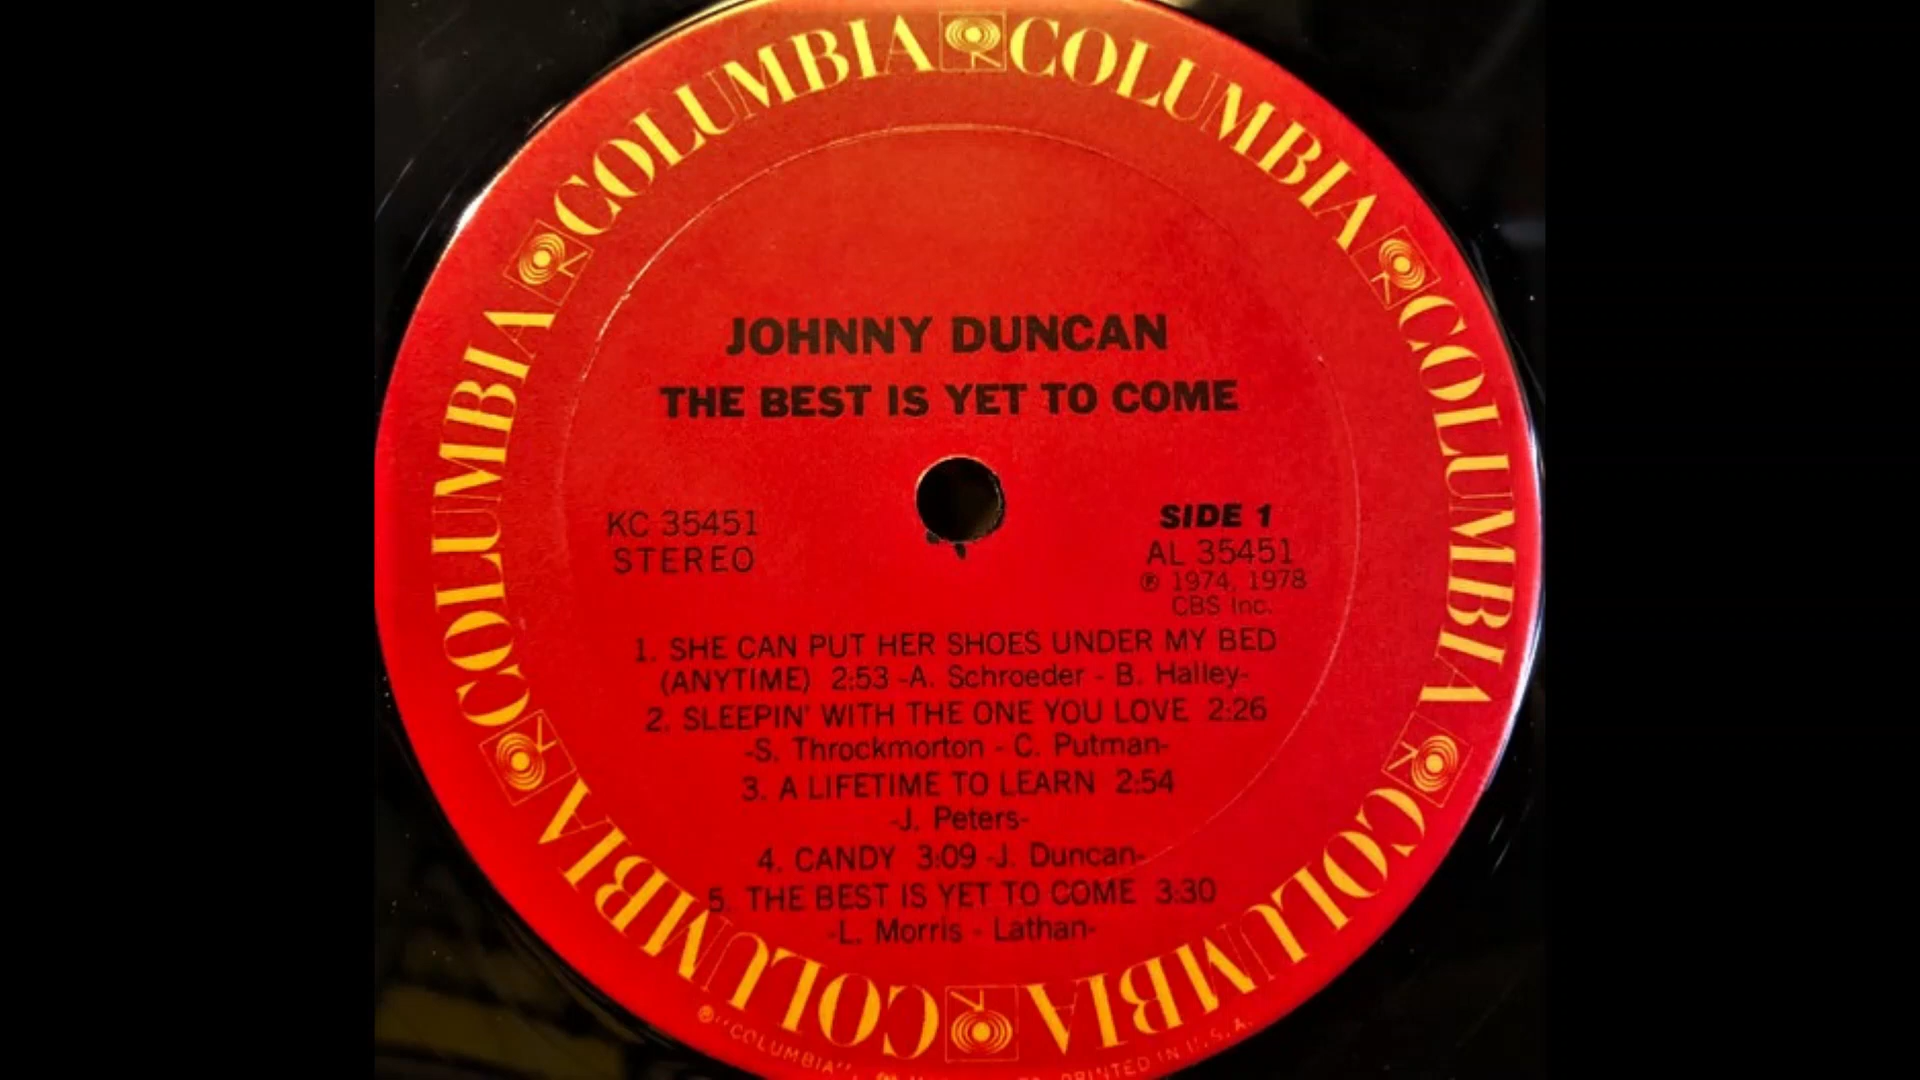 COLUMBIA COLUMBIA COLUMBIA COLUMBIA COLUMBIA COLUMBIA
JOHNNY DUNCAN
THE BEST IS YET TO COME
KC 35451
STEREO
SIDE 1
AL 35451
℗ 1974, 1978
CBS Inc.
1. SHE CAN PUT HER SHOES UNDER MY BED
(ANYTIME) 2:53 -A. Schroeder - B. Halley-
2. SLEEPIN' WITH THE ONE YOU LOVE 2:26
-S. Throckmorton - C. Putman-
3. A LIFETIME TO LEARN 2:54
-J. Peters-
4. CANDY 3:09 -J. Duncan-
5. THE BEST IS YET TO COME 3:30
-L. Morris - Lathan-
®"COLUMBIA", PRINTED IN U.S.A.